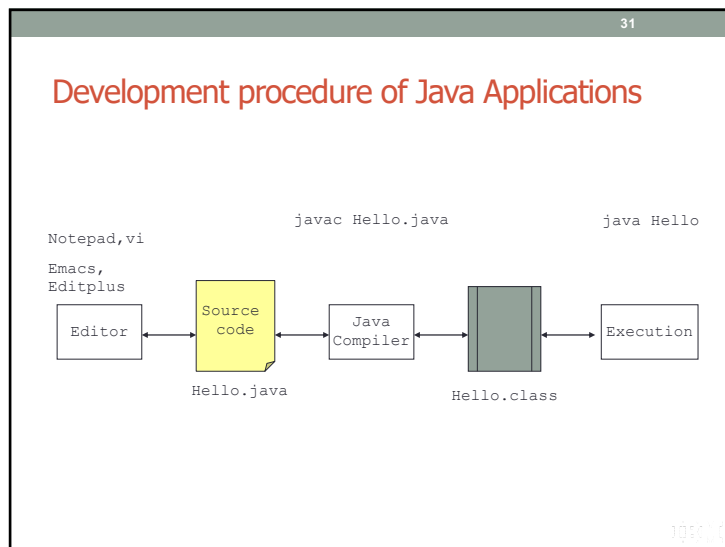 31
Development procedure of Java Applications
javac Hello.java
java Hello
Notepad,vi
Emacs,
Editplus
Editor
Source
code
Java
Compiler
Execution
Hello.java
Hello.class